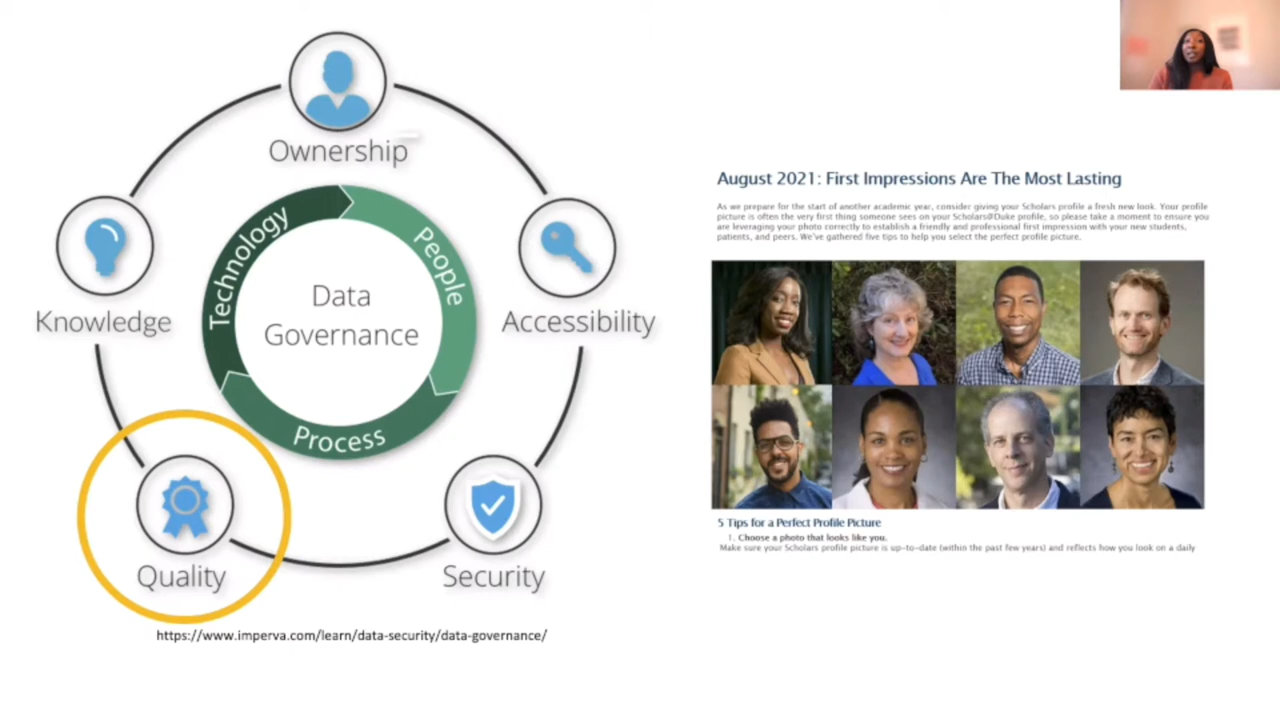 Ownership
Technology
People
Data
Governance
Knowledge
Accessibility
Process
Quality
Security
https://www.imperva.com/learn/data-security/data-governance/
August 2021: First Impressions Are The Most Lasting
As we prepare for the start of another academic year, consider giving your Scholars profile a fresh new look. Your profile
picture is often the very first thing someone sees on your Scholars@Duke profile, so please take a moment to ensure you
are leveraging your photo correctly to establish a friendly and professional first impression with your new students,
patients, and peers. We've gathered five tips to help you select the perfect profile picture.
5 Tips for a Perfect Profile Picture
1. Choose a photo that looks like you.
Make sure your Scholars profile picture is up-to-date (within the past few years) and reflects how you look on a daily